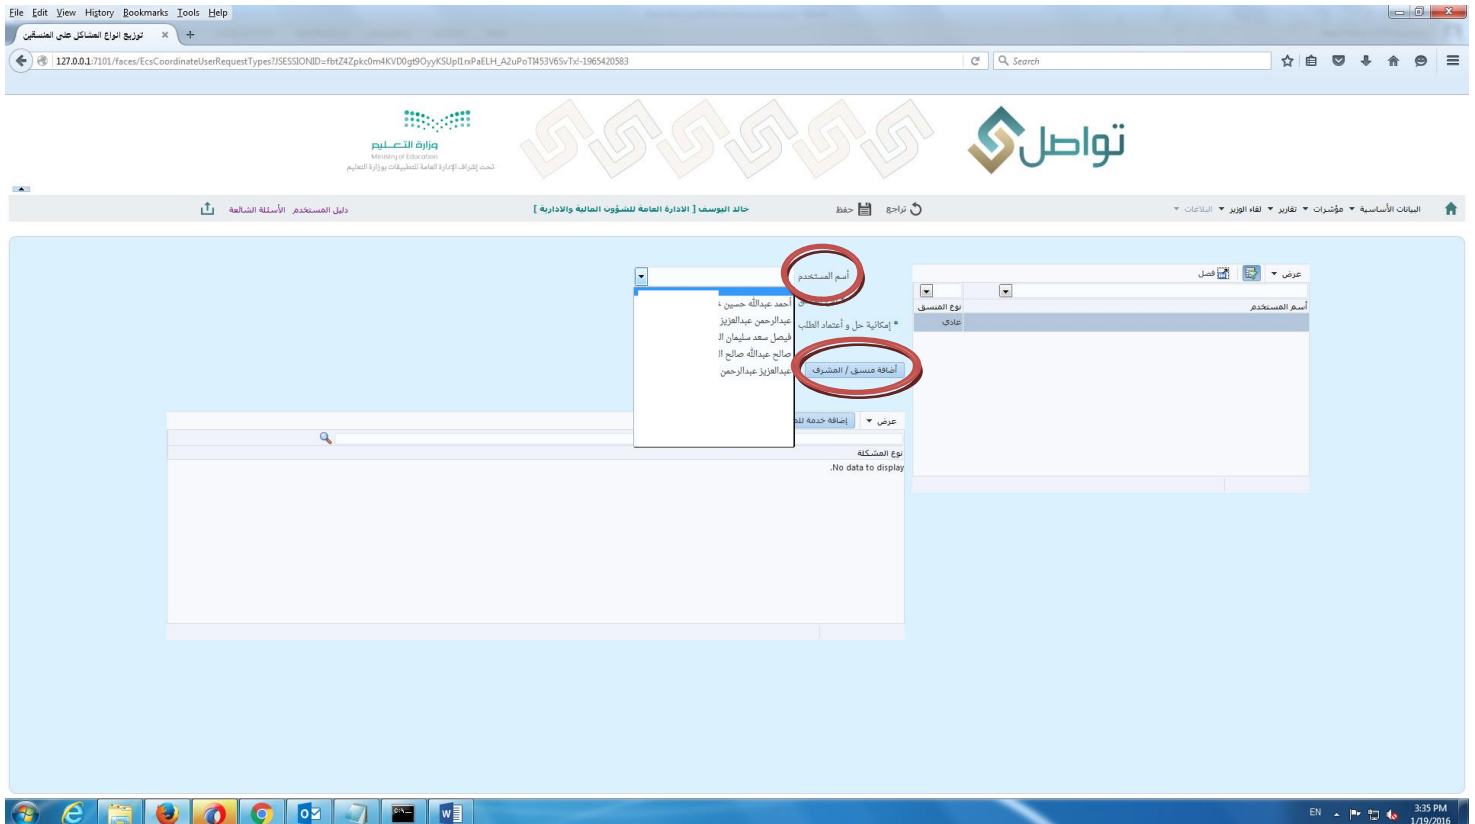 File Edit View History Bookmarks Tools Help
توزيع انواع المشاكل على المنسقين × +
127.0.0.1:7101/faces/EcsCoordinateUserRequestTypes?JSESSIONID=fbtZ4Zpkc0m4KVD0gt9OyyKSUpl1rxPaELH_A2uPoTl453V6SvTx!-1965420583
Search
تواصل
وزارة التعليم
Ministry of Education
تحت إشراف الإدارة العامة للتطبيقات بوزارة التعليم
البيانات الأساسية مؤشرات تقارير لقاء الوزير البلاغات
تراجع حفظ
خالد اليوسف [ الادارة العامة للشؤون المالية والادارية ]
دليل المستخدم الأسئلة الشائعة
عرض فصل
أسم المستخدم نوع المنسق
عادي
أسم المستخدم
أحمد عبدالله حسين
عبدالرحمن عبدالعزيز
فيصل سعد سليمان ال
صالح عبدالله صالح ال
عبدالعزيز عبدالرحمن
* إمكانية حل و أعتماد الطلب
أضافة منسق / المشرف
عرض إضافة خدمة
نوع المشكلة
No data to display.
EN
3:35 PM
1/19/2016